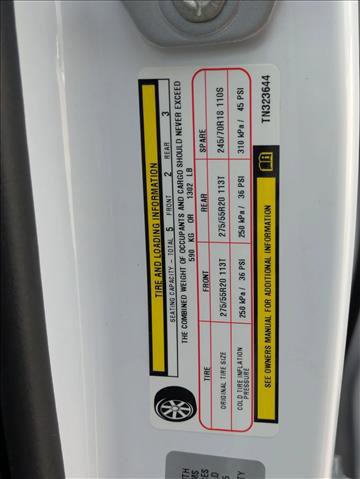 TIRE AND LOADING INFORMATION
SEATING CAPACITY - TOTAL 5 FRONT 2 REAR 3
THE COMBINED WEIGHT OF OCCUPANTS AND CARGO SHOULD NEVER EXCEED
590 KG OR 1302 LB
TIRE FRONT REAR SPARE
ORIGINAL TIRE SIZE 275/55R20 113T 275/55R20 113T 245/70R18 110S
COLD TIRE INFLATION PRESSURE 250 kPa / 36 PSI 250 kPa / 36 PSI 310 kPa / 45 PSI
SEE OWNERS MANUAL FOR ADDITIONAL INFORMATION
TN323644